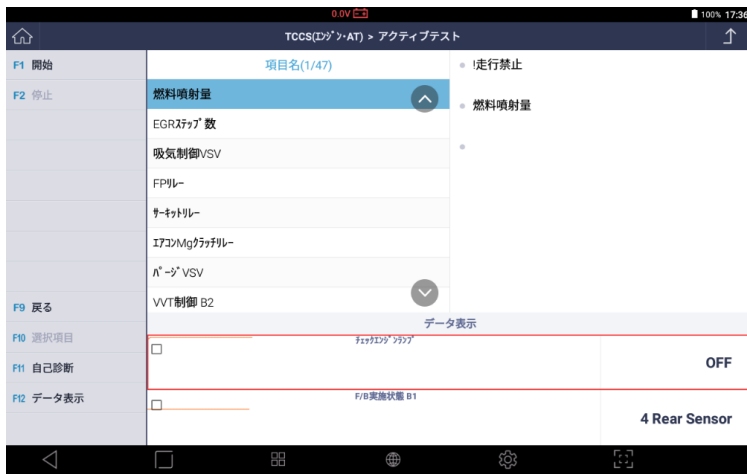 0.0V
100% 17:36
TCCS(ｴﾝｼﾞﾝ･AT) > アクティブテスト
F1 開始
項目名(1/47)
!走行禁止
F2 停止
燃料噴射量
燃料噴射量
EGRｽﾃｯﾌﾟ数
吸気制御VSV
FPﾘﾚｰ
ｻｰｷｯﾄﾘﾚｰ
ｴｱｺﾝMgｸﾗｯﾁﾘﾚｰ
ﾊﾟｰｼﾞVSV
F9 戻る
VVT制御 B2
データ表示
F10 選択項目
ﾁｪｯｸｴﾝｼﾞﾝﾗﾝﾌﾟ
OFF
F11 自己診断
F12 データ表示
F/B実施状態 B1
4 Rear Sensor